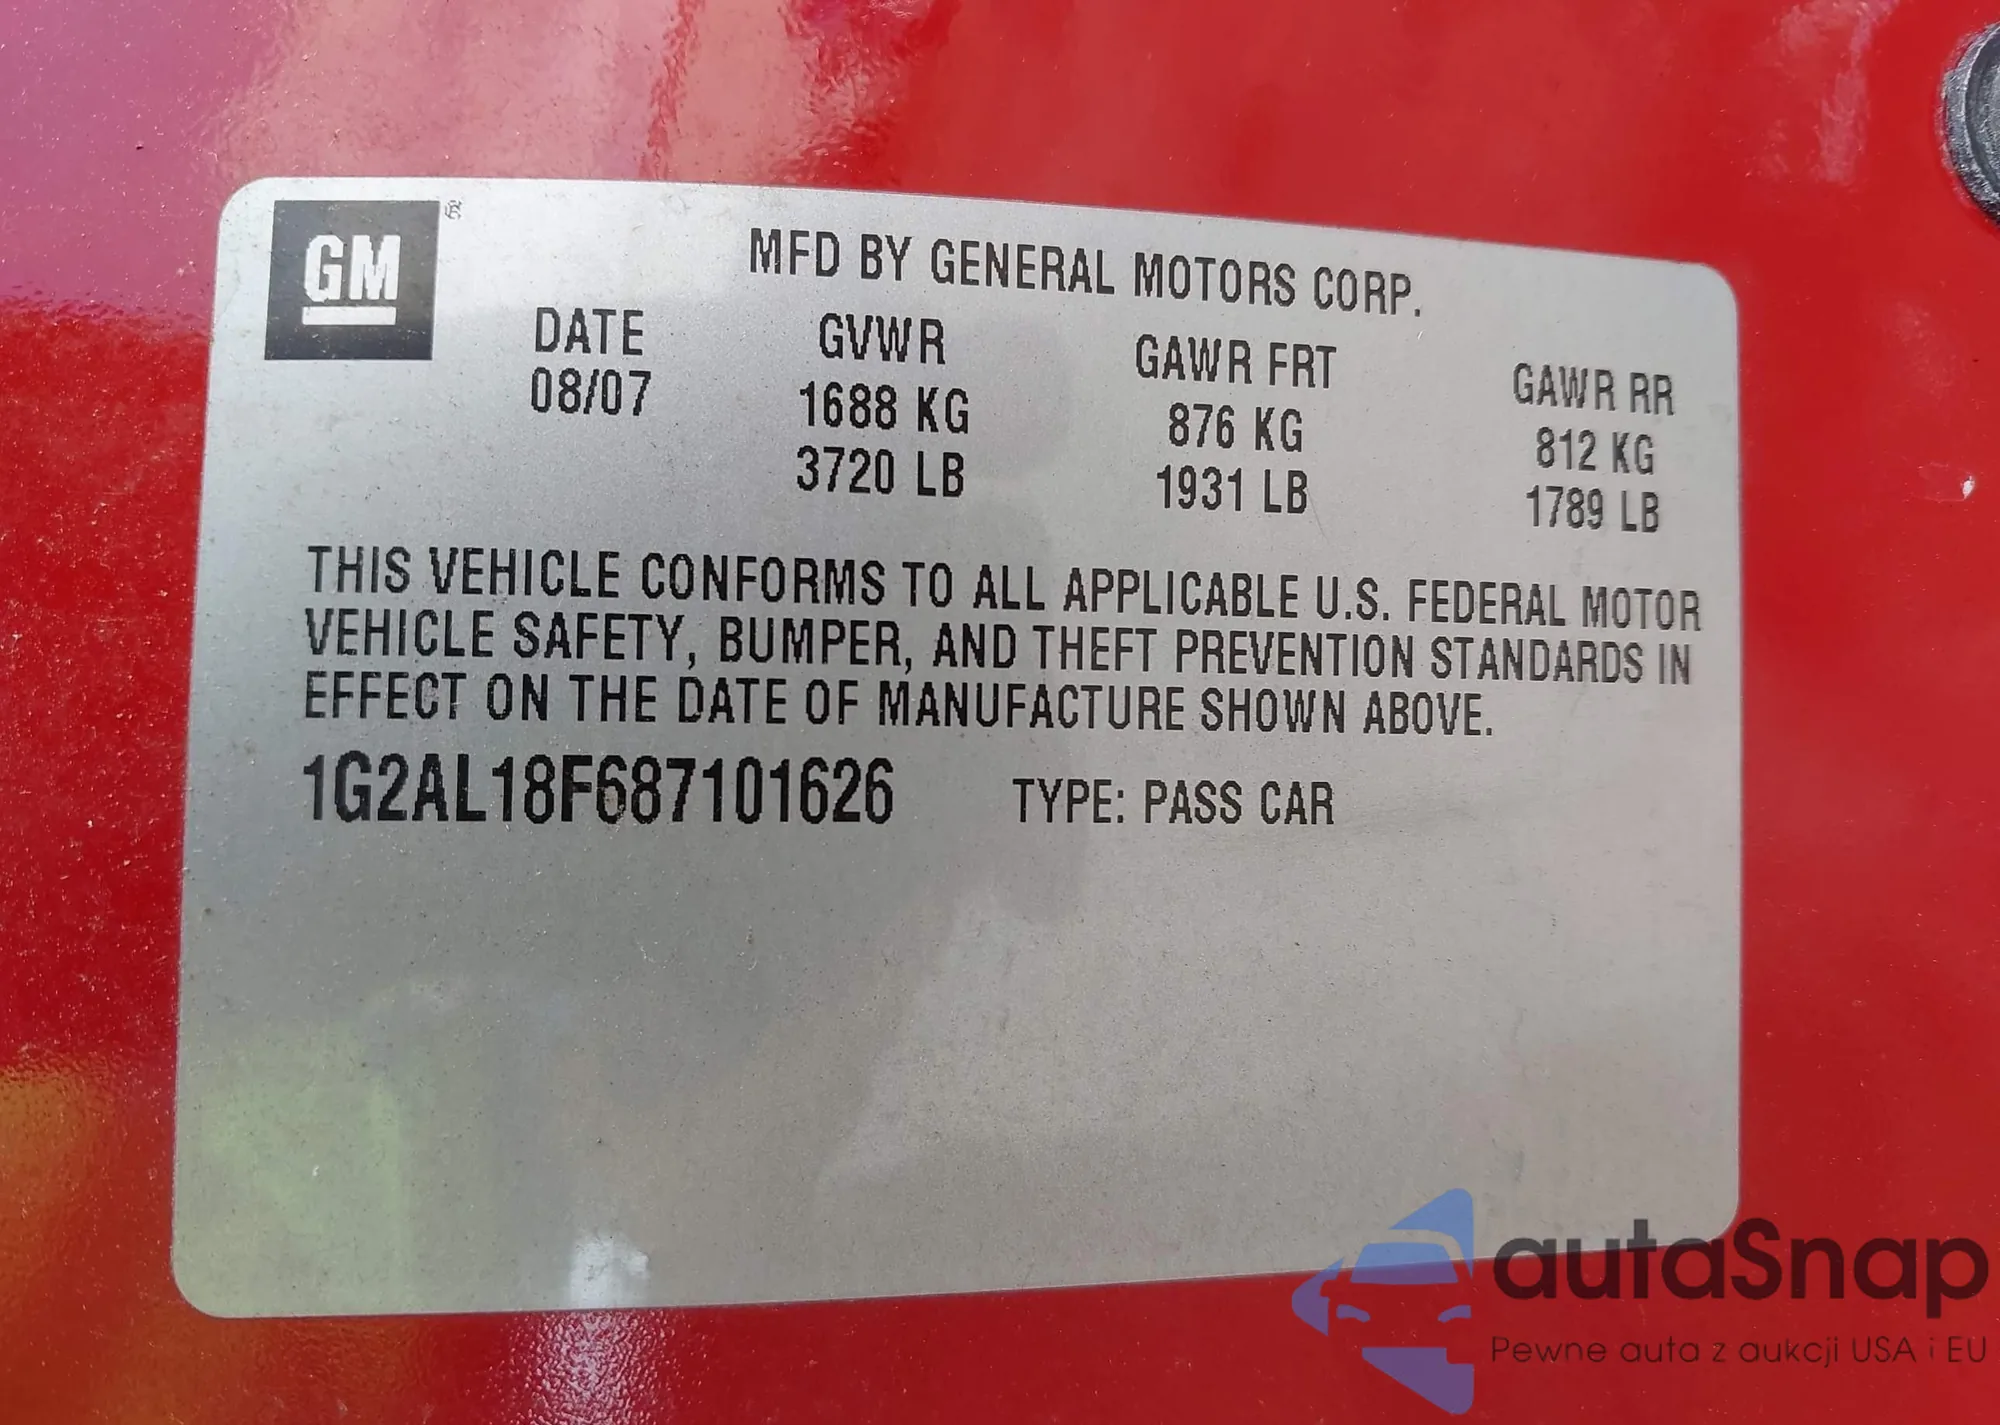 GM ®
MFD BY GENERAL MOTORS CORP.
DATE GVWR GAWR FRT GAWR RR
08/07 1688 KG 876 KG 812 KG
3720 LB 1931 LB 1789 LB
THIS VEHICLE CONFORMS TO ALL APPLICABLE U.S. FEDERAL MOTOR
VEHICLE SAFETY, BUMPER, AND THEFT PREVENTION STANDARDS IN
EFFECT ON THE DATE OF MANUFACTURE SHOWN ABOVE.
1G2AL18F687101626 TYPE: PASS CAR
autaSnap
Pewne auta z aukcji USA i EU